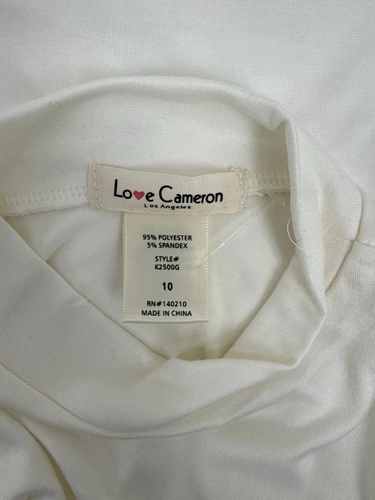 Love Cameron
Los Angeles
95% POLYESTER
5% SPANDEX
STYLE#
K2500G
10
RN#140210
MADE IN CHINA